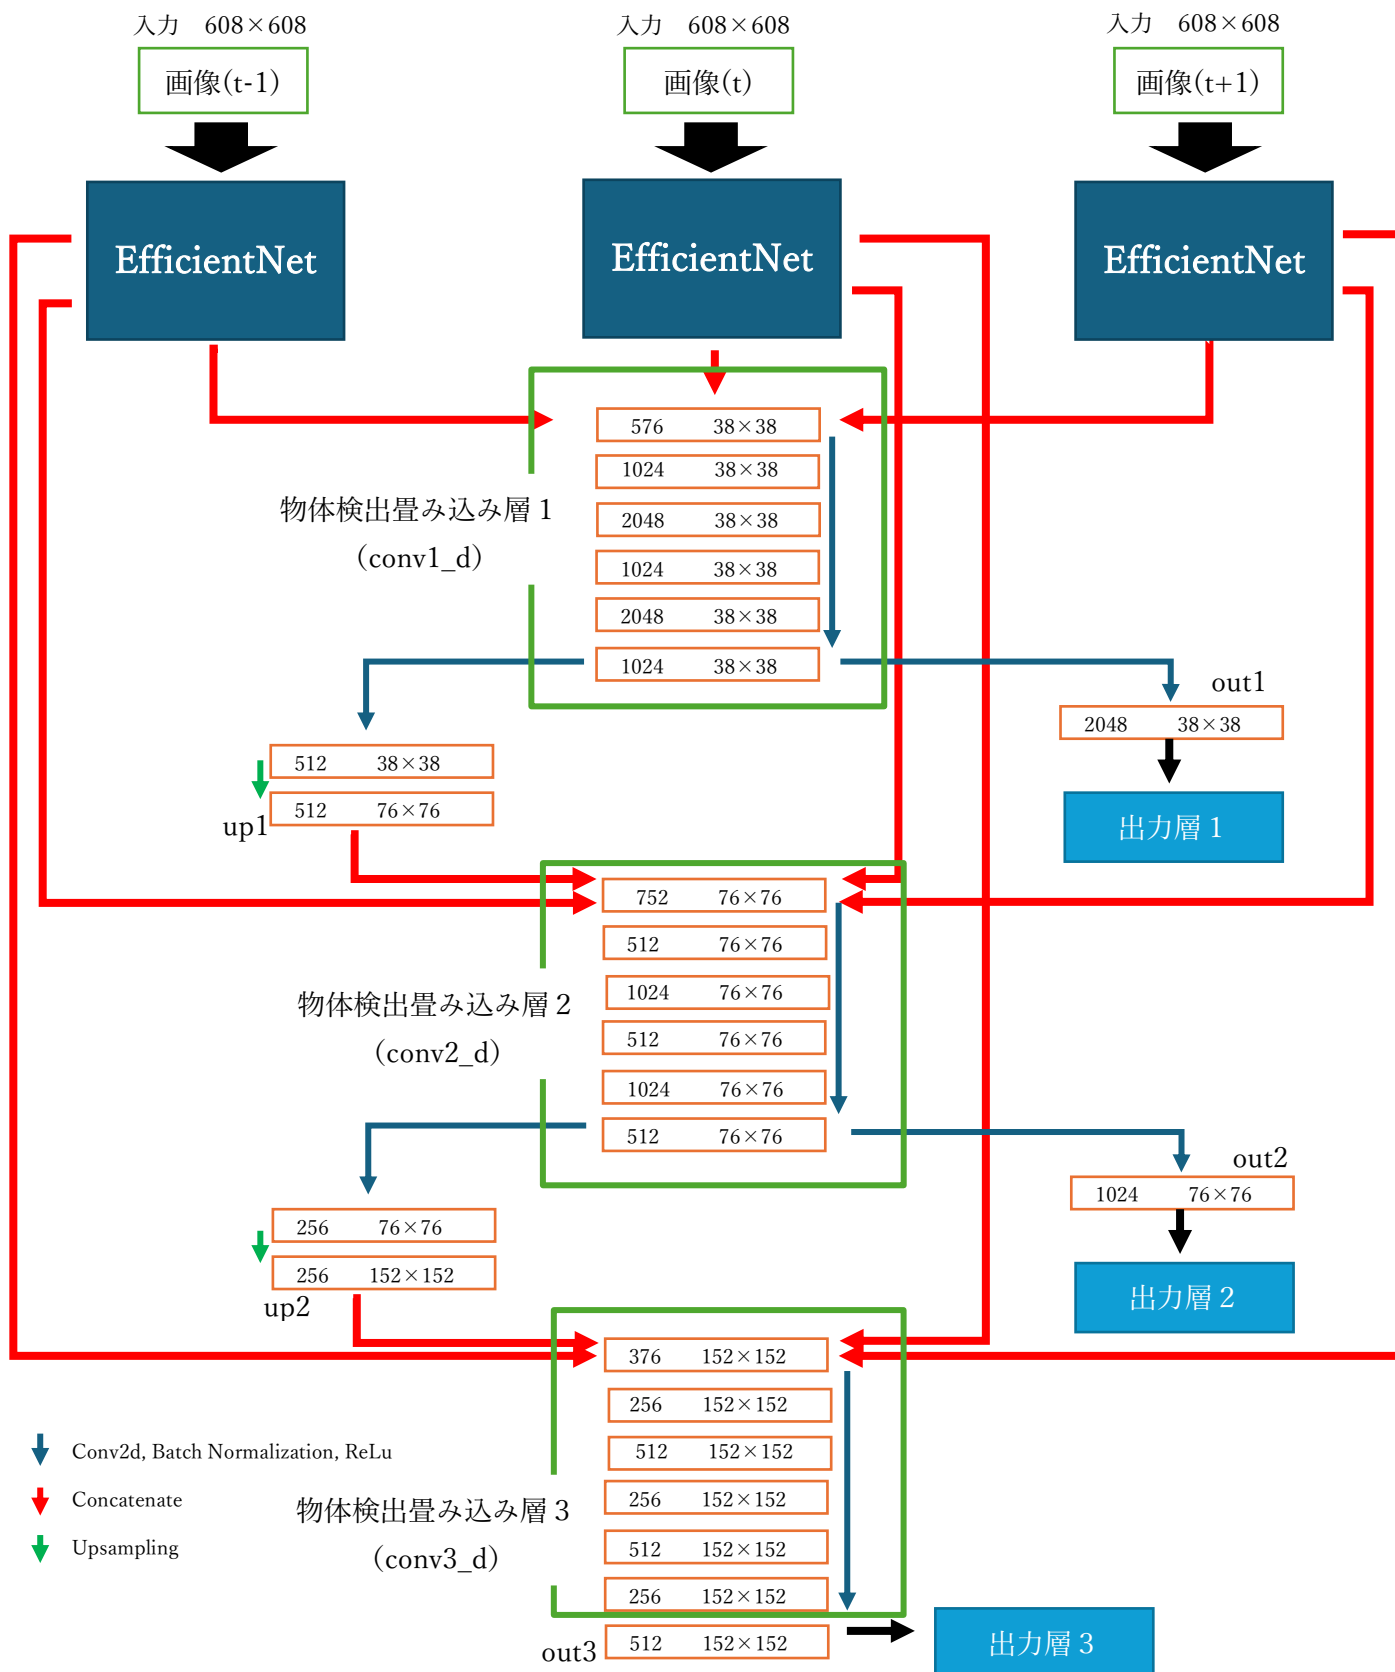 入力 608×608
入力 608×608
入力 608×608
画像(t-1)
画像(t)
画像(t+1)
EfficientNet
EfficientNet
EfficientNet
576 38×38
1024 38×38
2048 38×38
1024 38×38
2048 38×38
1024 38×38
物体検出畳み込み層１
(conv1_d)
out1
2048 38×38
出力層１
512 38×38
512 76×76
up1
752 76×76
512 76×76
1024 76×76
512 76×76
1024 76×76
512 76×76
物体検出畳み込み層２
(conv2_d)
out2
1024 76×76
出力層２
256 76×76
256 152×152
up2
376 152×152
256 152×152
512 152×152
256 152×152
512 152×152
256 152×152
物体検出畳み込み層３
(conv3_d)
out3
512 152×152
出力層３
Conv2d, Batch Normalization, ReLu
Concatenate
Upsampling